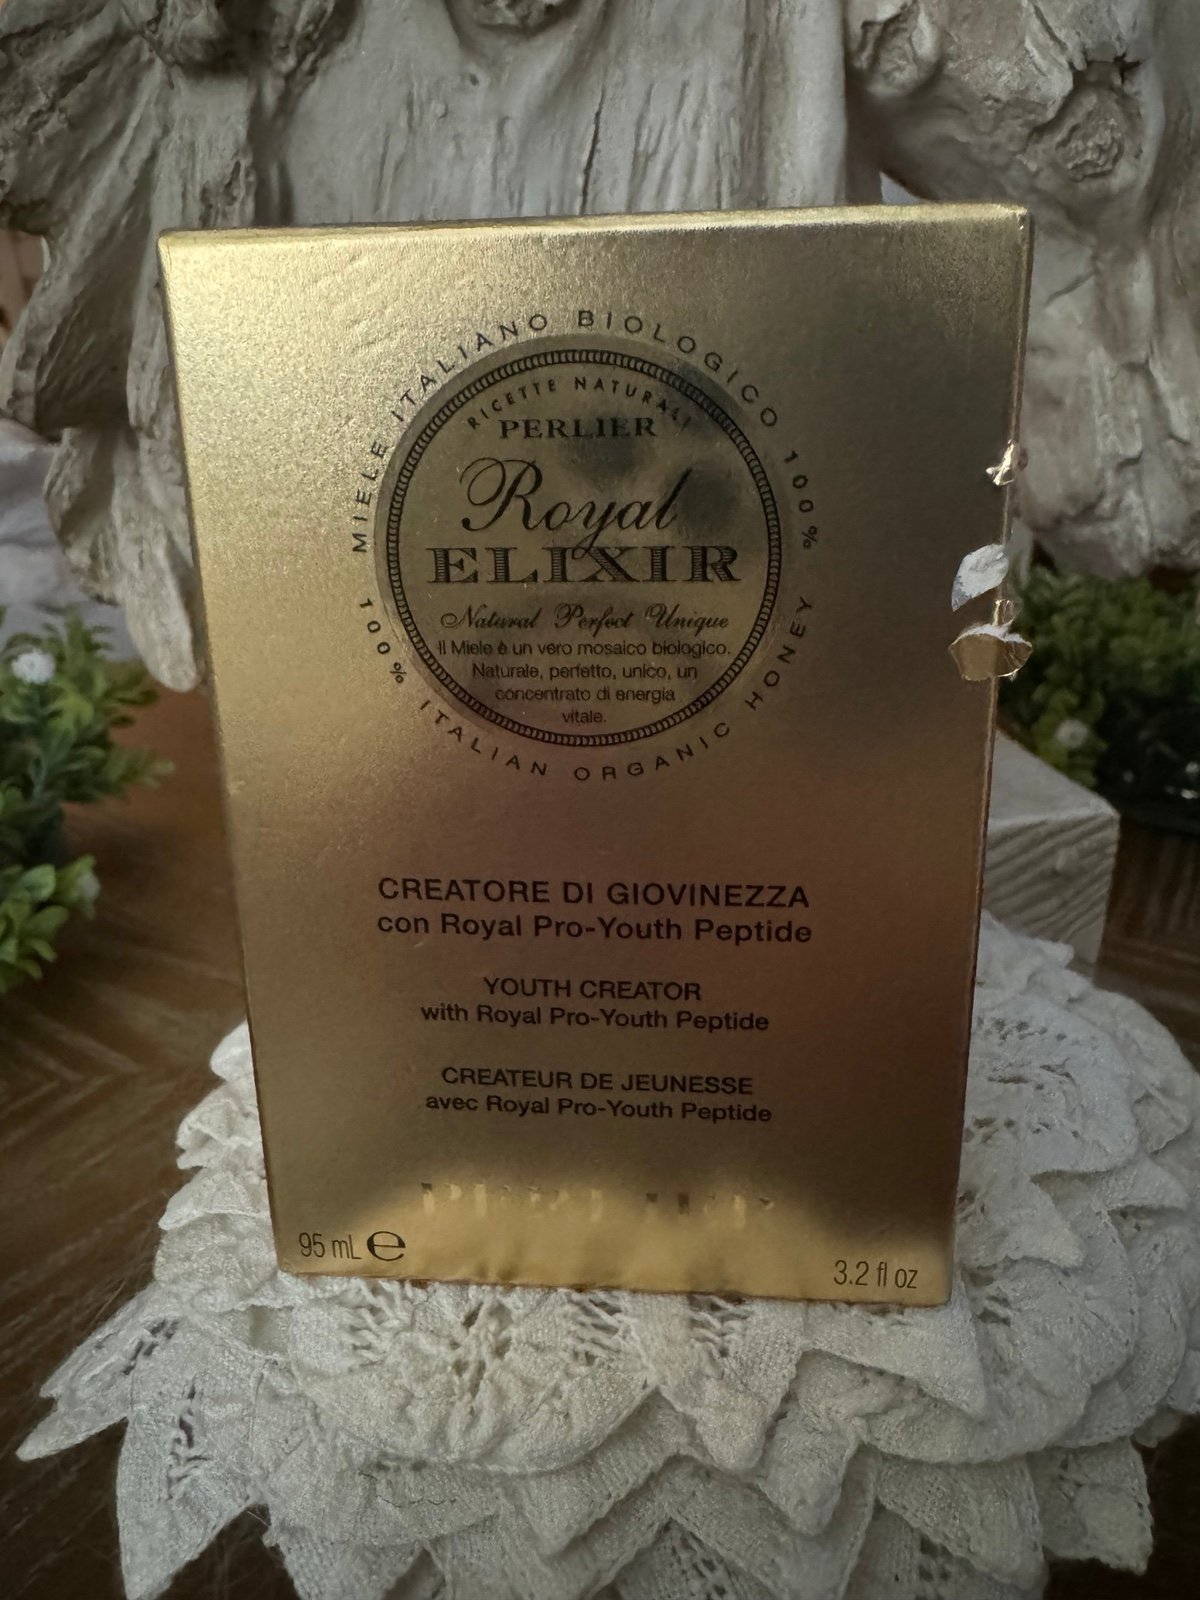 MIELE ITALIANO BIOLOGICO 100%
RICETTE NATURALI
PERLIER
Royal
ELIXIR
Natural Perfect Unique
Il Miele è un vero mosaico biologico.
Naturale, perfetto, unico, un
concentrato di energia
vitale.
100% ITALIAN ORGANIC HONEY
CREATORE DI GIOVINEZZA
con Royal Pro-Youth Peptide
YOUTH CREATOR
with Royal Pro-Youth Peptide
CREATEUR DE JEUNESSE
avec Royal Pro-Youth Peptide
95 mL ℮
3.2 fl oz